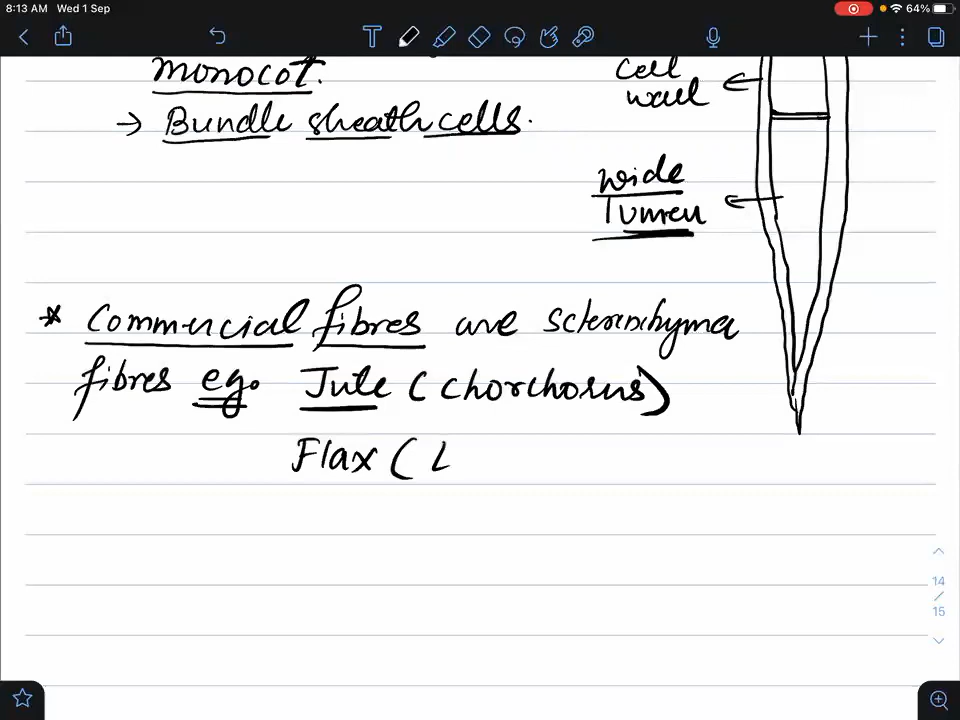 8:13 AM Wed 1 Sep
64%
monocot.
→ Bundle sheath cells.
cell
wall
wide
lumen
* Commercial fibres are sclerenchyma
fibres eg. Jute (chorchorus)
Flax ( L
14
/
15